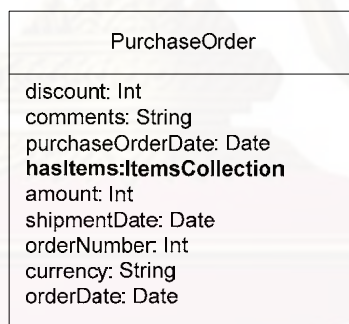 PurchaseOrder
discount: Int
comments: String
purchaseOrderDate: Date
hasItems:ItemsCollection
amount: Int
shipmentDate: Date
orderNumber: Int
currency: String
orderDate: Date